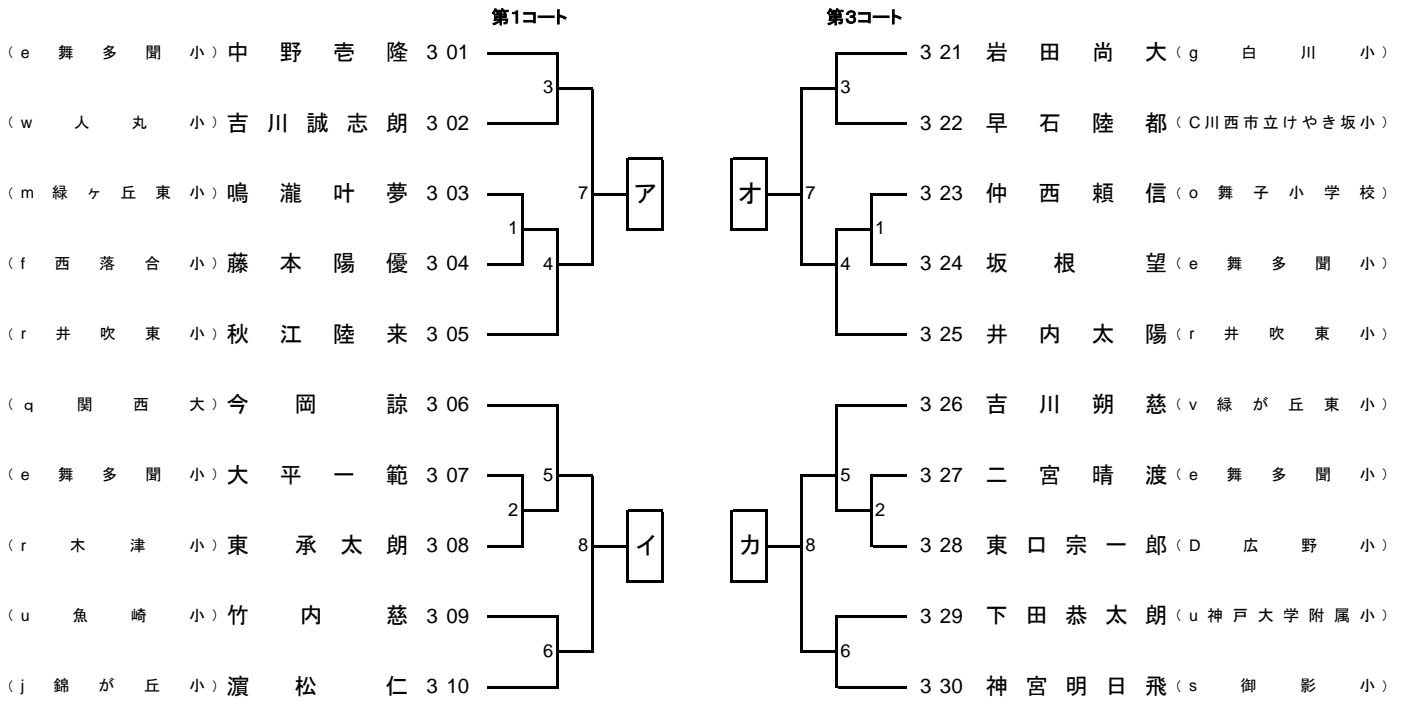 第1コート
(e 舞多聞小) 中野壱隆 3 01
3
(w 人丸小) 吉川誠志朗 3 02
(m 緑ヶ丘東小) 鳴瀧叶夢 3 03
7 ア
1
(f 西落合小) 藤本陽優 3 04
4
(r 井吹東小) 秋江陸来 3 05
(q 関西大) 今岡諒 3 06
(e 舞多聞小) 大平一範 3 07
5
2
(r 木津小) 東承太朗 3 08
8 イ
(u 魚崎小) 竹内慈 3 09
6
(j 錦が丘小) 濵松仁 3 10
第3コート
3 21 岩田尚大 (g 白川小)
3
3 22 早石陸都 (C川西市立けやき坂小)
オ 7
3 23 仲西頼信 (o 舞子小学校)
1
3 24 坂根望 (e 舞多聞小)
4
3 25 井内太陽 (r 井吹東小)
3 26 吉川朔慈 (v 緑が丘東小)
5
3 27 二宮晴渡 (e 舞多聞小)
2
3 28 東口宗一郎 (D 広野小)
カ 8
3 29 下田恭太朗 (u 神戸大学附属小)
6
3 30 神宮明日飛 (s 御影小)